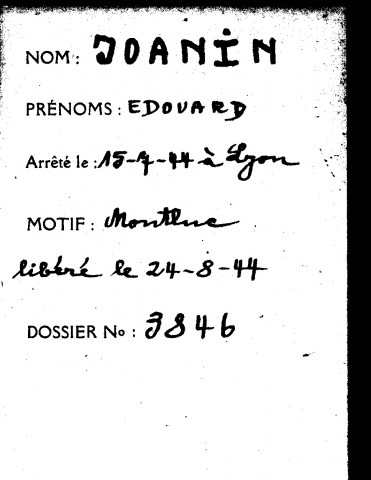 NOM : JOANIN
PRÉNOMS : EDOUARD
Arrêté le : 15-7-44 à Lyon
MOTIF : Montluc
libéré le 24-8-44
DOSSIER No : 3846